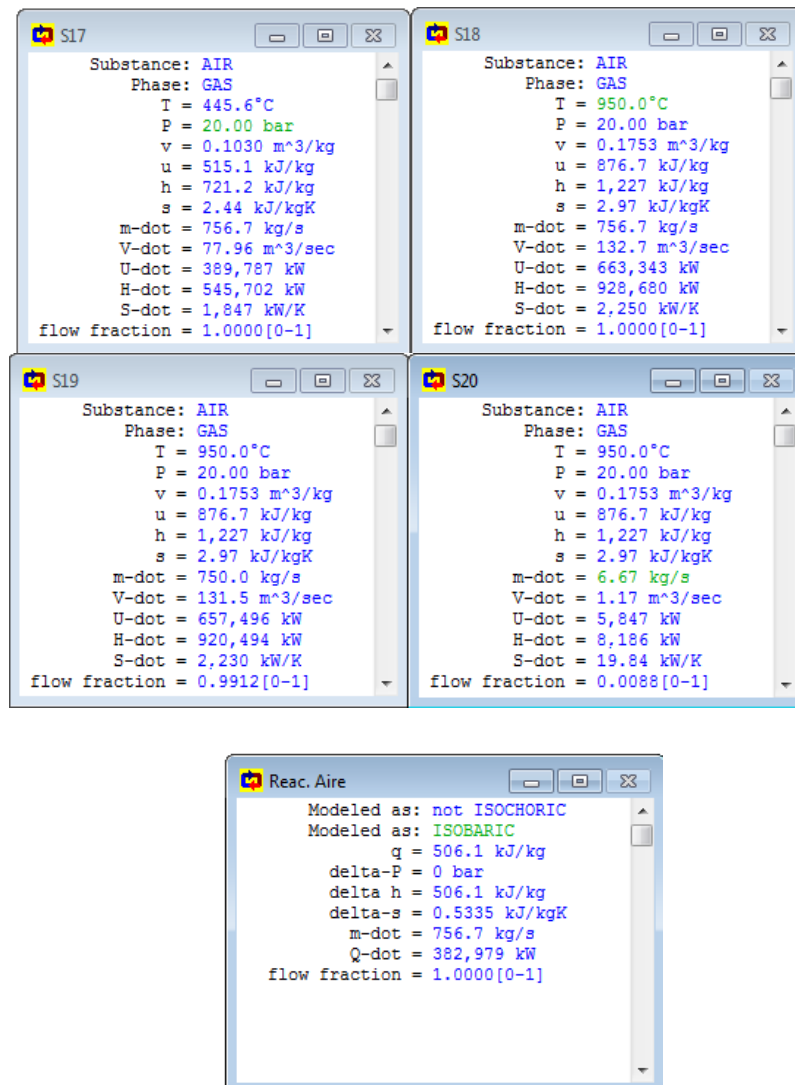 S17
Substance: AIR
Phase: GAS
T = 445.6°C
P = 20.00 bar
v = 0.1030 m^3/kg
u = 515.1 kJ/kg
h = 721.2 kJ/kg
s = 2.44 kJ/kgK
m-dot = 756.7 kg/s
V-dot = 77.96 m^3/sec
U-dot = 389,787 kW
H-dot = 545,702 kW
S-dot = 1,847 kW/K
flow fraction = 1.0000[0-1]
S18
Substance: AIR
Phase: GAS
T = 950.0°C
P = 20.00 bar
v = 0.1753 m^3/kg
u = 876.7 kJ/kg
h = 1,227 kJ/kg
s = 2.97 kJ/kgK
m-dot = 756.7 kg/s
V-dot = 132.7 m^3/sec
U-dot = 663,343 kW
H-dot = 928,680 kW
S-dot = 2,250 kW/K
flow fraction = 1.0000[0-1]
S19
Substance: AIR
Phase: GAS
T = 950.0°C
P = 20.00 bar
v = 0.1753 m^3/kg
u = 876.7 kJ/kg
h = 1,227 kJ/kg
s = 2.97 kJ/kgK
m-dot = 750.0 kg/s
V-dot = 131.5 m^3/sec
U-dot = 657,496 kW
H-dot = 920,494 kW
S-dot = 2,230 kW/K
flow fraction = 0.9912[0-1]
S20
Substance: AIR
Phase: GAS
T = 950.0°C
P = 20.00 bar
v = 0.1753 m^3/kg
u = 876.7 kJ/kg
h = 1,227 kJ/kg
s = 2.97 kJ/kgK
m-dot = 6.67 kg/s
V-dot = 1.17 m^3/sec
U-dot = 5,847 kW
H-dot = 8,186 kW
S-dot = 19.84 kW/K
flow fraction = 0.0088[0-1]
Reac. Aire
Modeled as: not ISOCHORIC
Modeled as: ISOBARIC
q = 506.1 kJ/kg
delta-P = 0 bar
delta h = 506.1 kJ/kg
delta-s = 0.5335 kJ/kgK
m-dot = 756.7 kg/s
Q-dot = 382,979 kW
flow fraction = 1.0000[0-1]